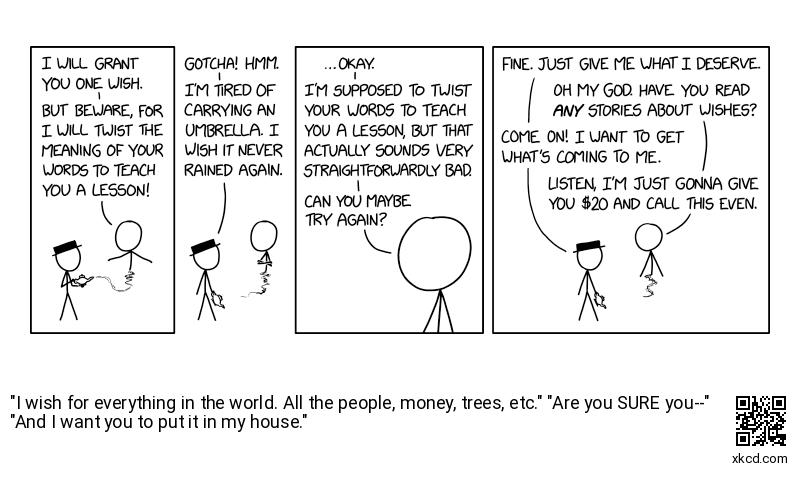 I WILL GRANT
YOU ONE WISH.
BUT BEWARE, FOR
I WILL TWIST THE
MEANING OF YOUR
WORDS TO TEACH
YOU A LESSON!
GOTCHA! HMM.
I'M TIRED OF
CARRYING AN
UMBRELLA. I
WISH IT NEVER
RAINED AGAIN.
...OKAY.
I'M SUPPOSED TO TWIST
YOUR WORDS TO TEACH
YOU A LESSON, BUT THAT
ACTUALLY SOUNDS VERY
STRAIGHTFORWARDLY BAD.
CAN YOU MAYBE
TRY AGAIN?
FINE. JUST GIVE ME WHAT I DESERVE.
OH MY GOD. HAVE YOU READ
ANY STORIES ABOUT WISHES?
COME ON! I WANT TO GET
WHAT'S COMING TO ME.
LISTEN, I'M JUST GONNA GIVE
YOU $20 AND CALL THIS EVEN.
"I wish for everything in the world. All the people, money, trees, etc." "Are you SURE you--"
"And I want you to put it in my house."
xkcd.com